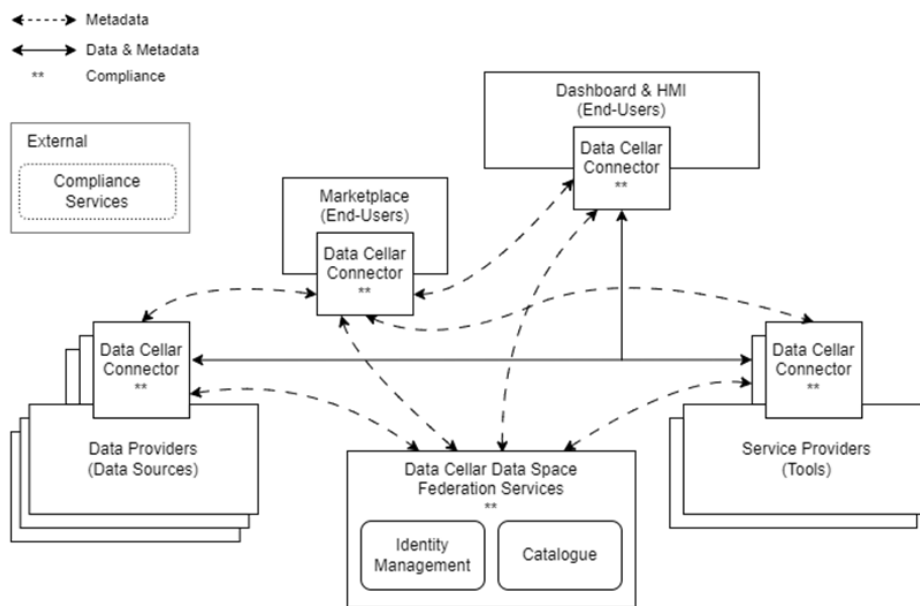 Metadata
Data & Metadata
** Compliance
External
Compliance
Services
Dashboard & HMI
(End-Users)
Data Cellar
Connector
**
Marketplace
(End-Users)
Data Cellar
Connector
**
Data Cellar
Connector
**
Data Providers
(Data Sources)
Data Cellar
Connector
**
Service Providers
(Tools)
Data Cellar Data Space
Federation Services
**
Identity
Management
Catalogue